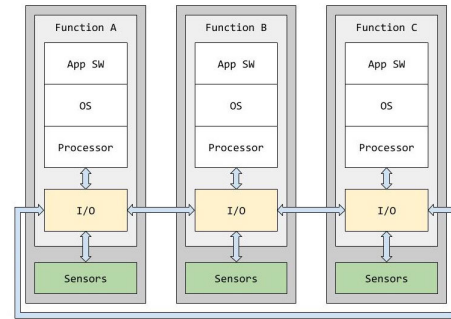 Function A
App SW
OS
Processor
I/O
Sensors
Function B
App SW
OS
Processor
I/O
Sensors
Function C
App SW
OS
Processor
I/O
Sensors